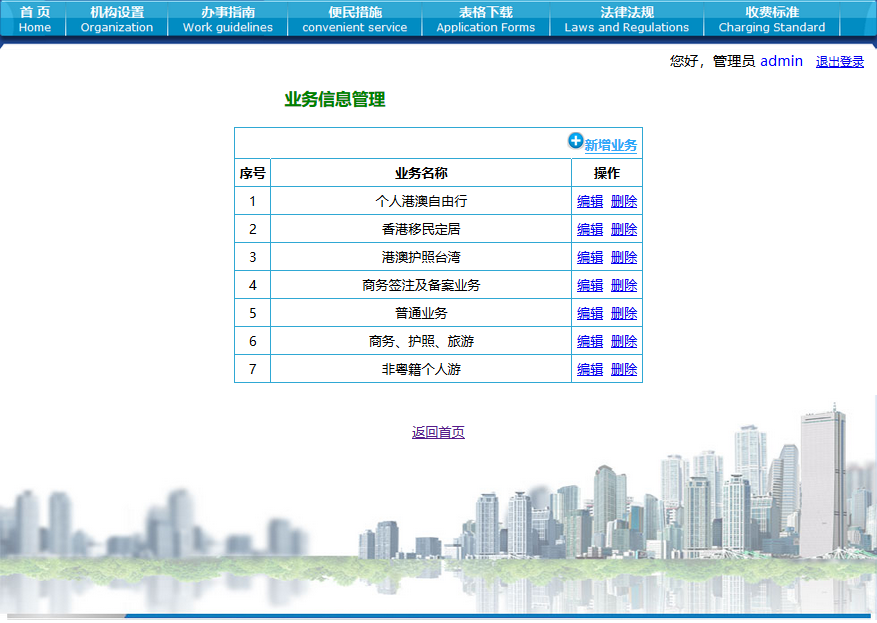 首 页 机构设置 办事指南 便民措施 表格下载 法律法规 收费标准
Home Organization Work guidelines convenient service Application Forms Laws and Regulations Charging Standard
您好，管理员 admin 退出登录
业务信息管理
新增业务
序号 业务名称 操作
1 个人港澳自由行 编辑 删除
2 香港移民定居 编辑 删除
3 港澳护照台湾 编辑 删除
4 商务签注及备案业务 编辑 删除
5 普通业务 编辑 删除
6 商务、护照、旅游 编辑 删除
7 非粤籍个人游 编辑 删除
返回首页